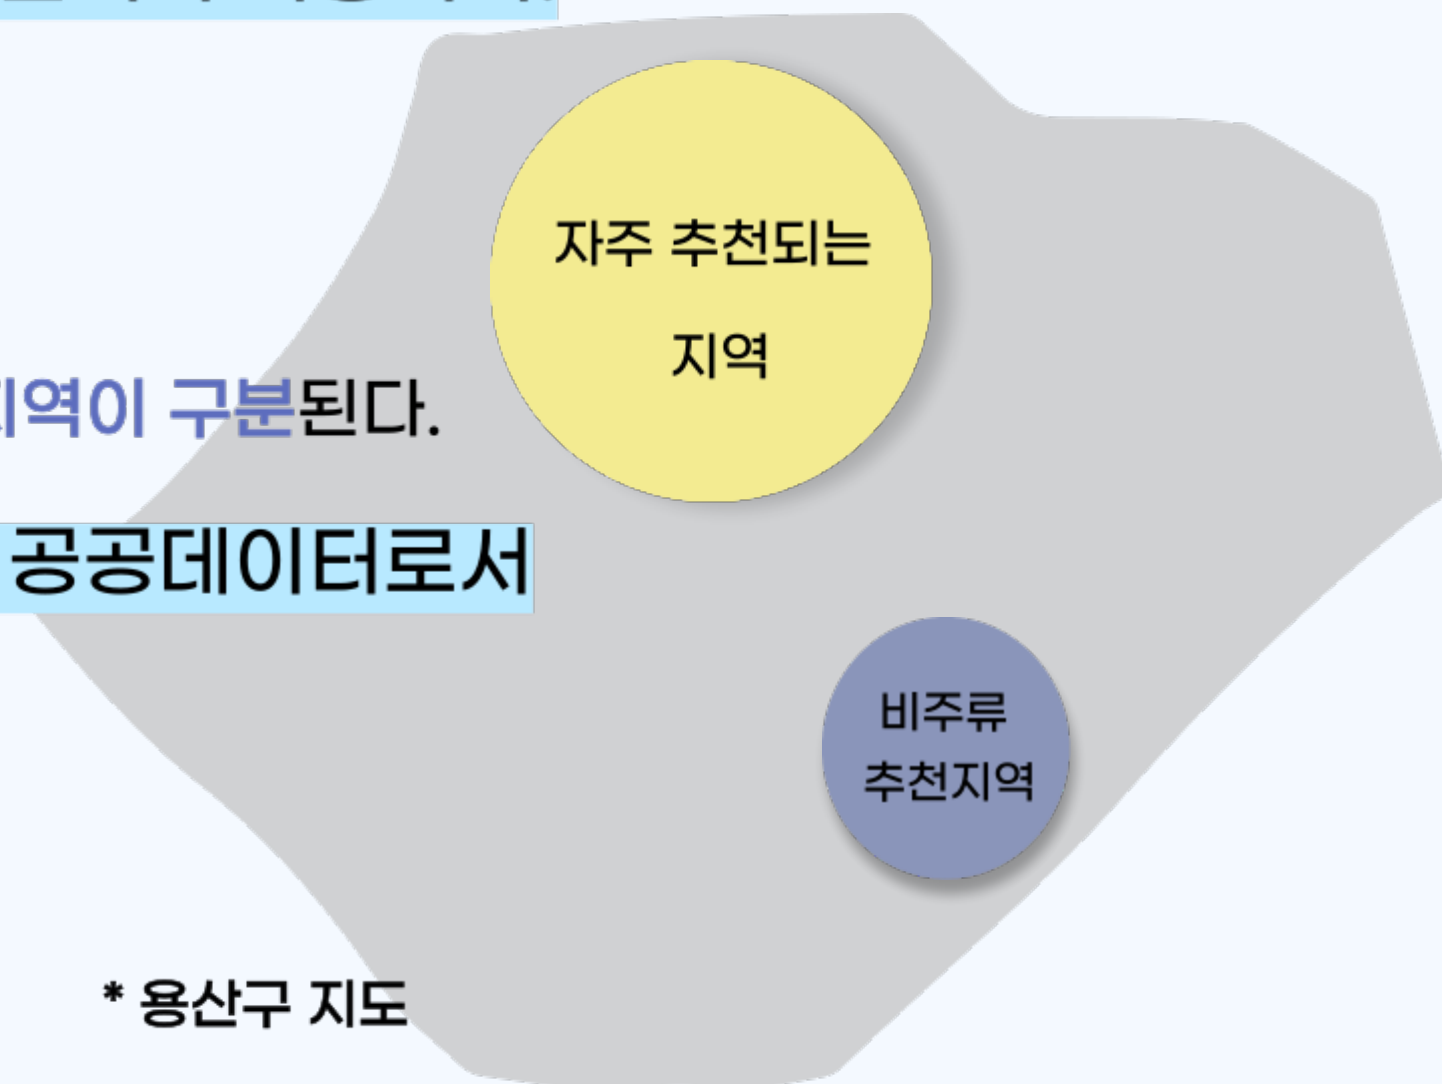 자주 추천되는
지역
역이 구분된다.
공공데이터로서
비주류
추천지역
* 용산구 지도